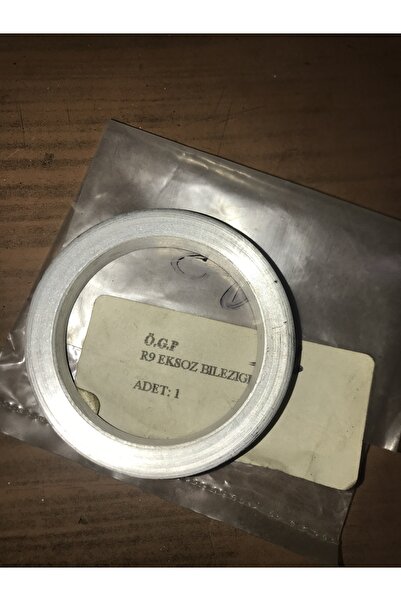 Ö.G.P
R9 EKSOZ BILEZIGI
ADET: 1